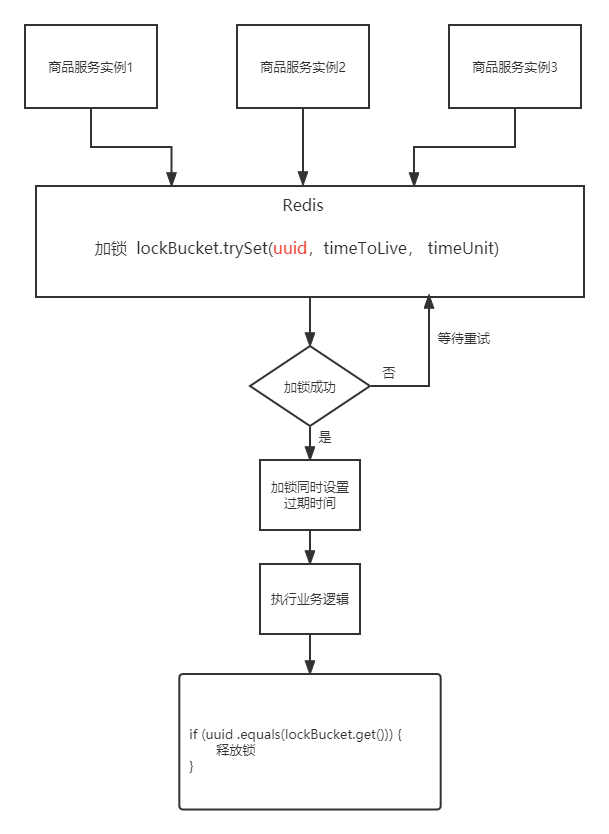 商品服务实例1
商品服务实例2
商品服务实例3
Redis
加锁 lockBucket.trySet(uuid，timeToLive， timeUnit)
等待重试
否
加锁成功
是
加锁同时设置
过期时间
执行业务逻辑
if (uuid .equals(lockBucket.get())) {
释放锁
}